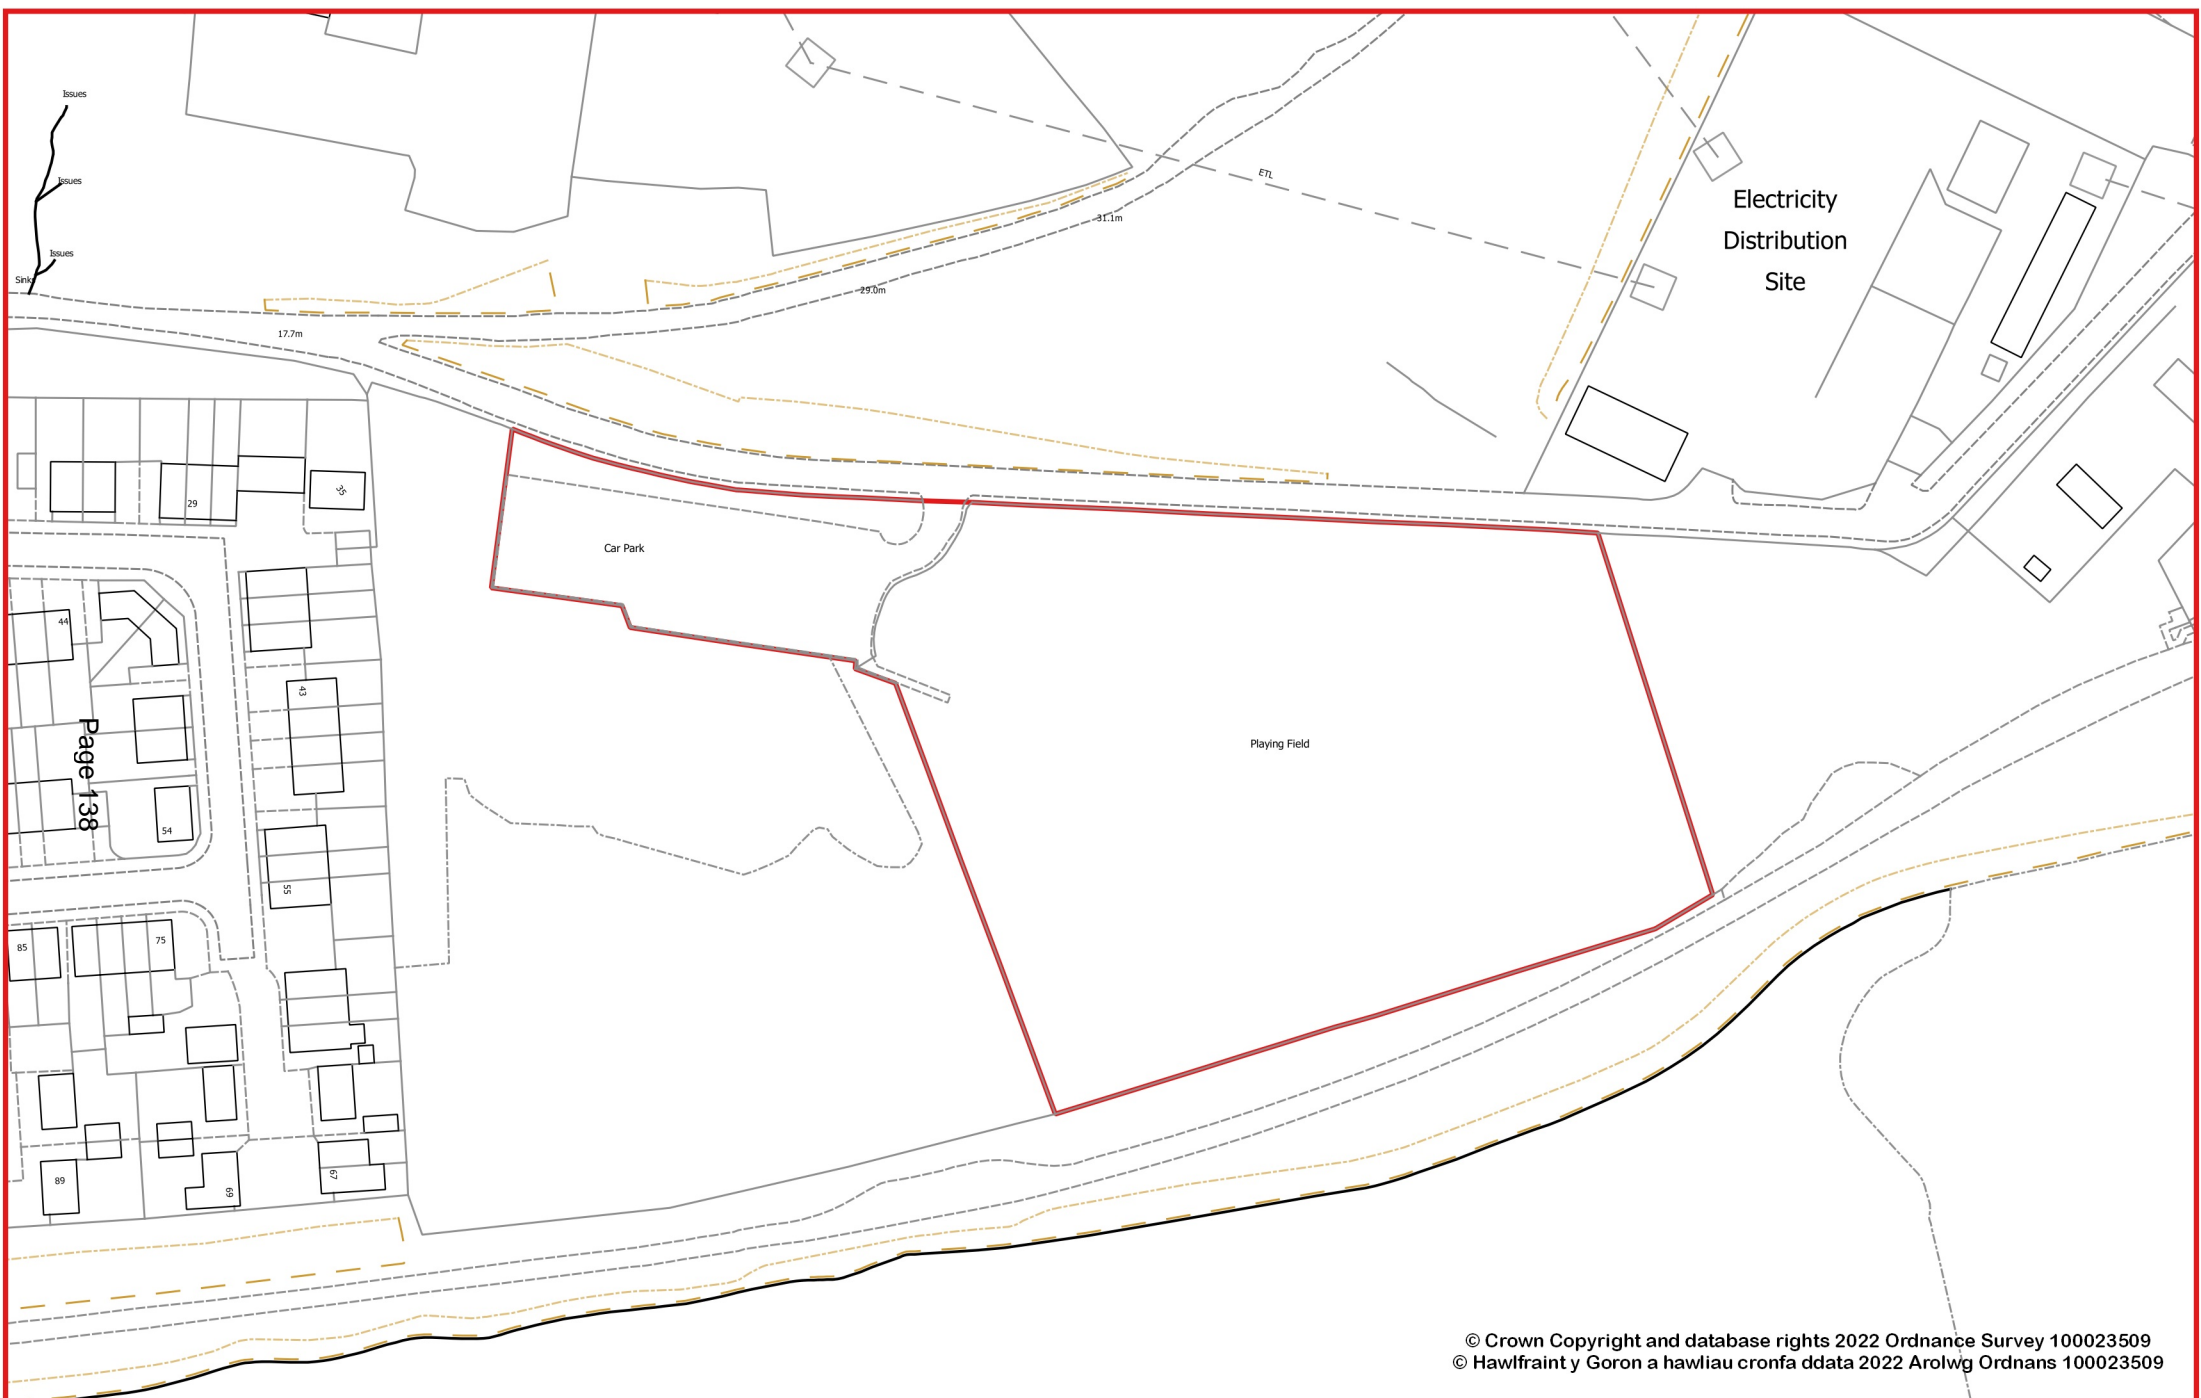 Issues
Issues
Issues
Sinks
17.7m
29.0m
31.1m
ETL
Electricity
Distribution
Site
29
35
Car Park
Playing Field
44
43
54
55
Page 138
85
75
89
69
67
© Crown Copyright and database rights 2022 Ordnance Survey 100023509
© Hawlfraint y Goron a hawliau cronfa ddata 2022 Arolwg Ordnans 100023509